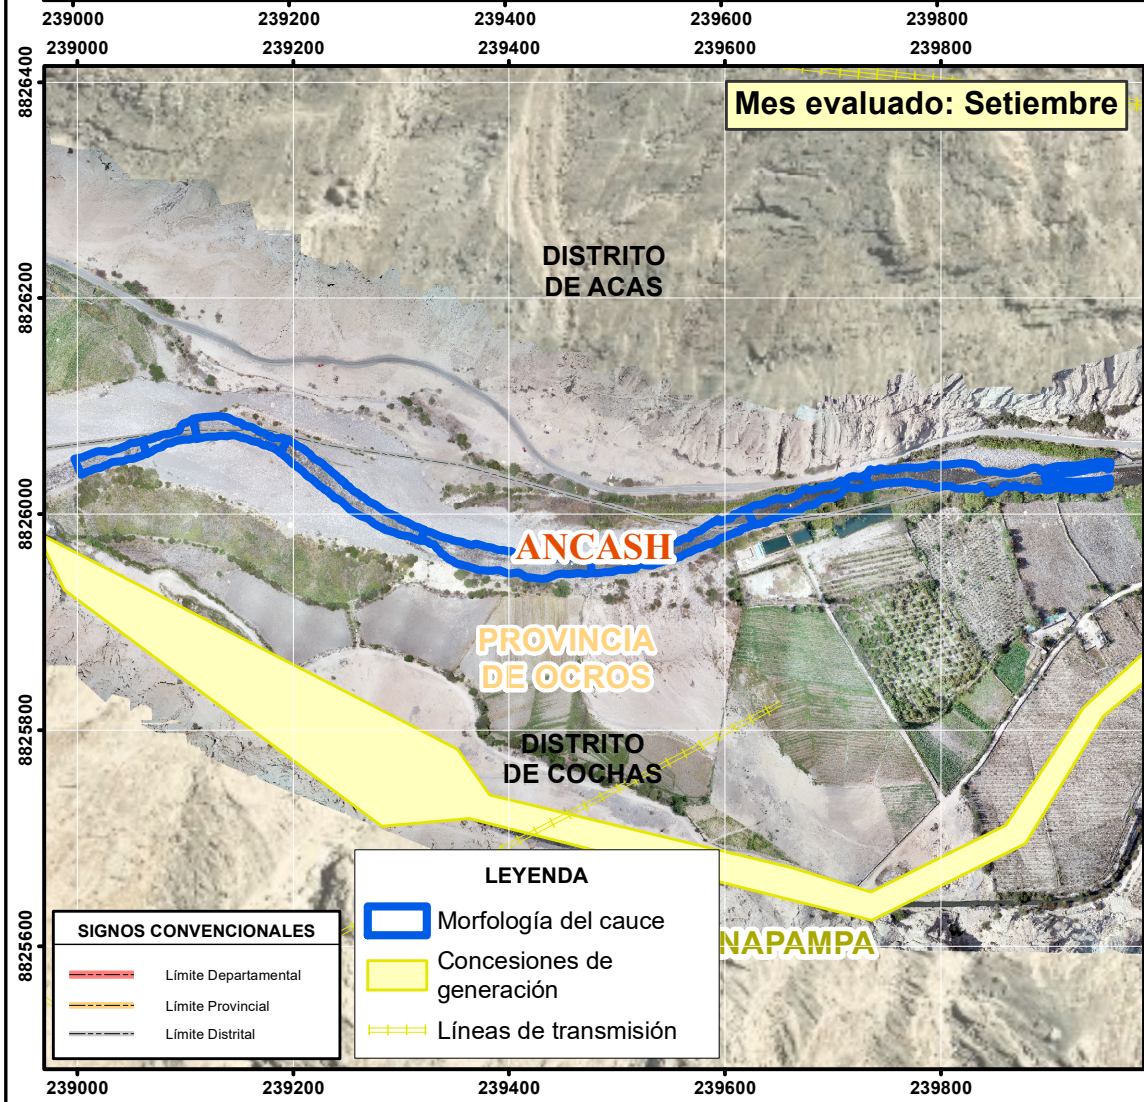 239000 239200 239400 239600 239800
239000 239200 239400 239600 239800
8826400
Mes evaluado: Setiembre
DISTRITO
DE ACAS
8826200
8826000
ANCASH
PROVINCIA
DE OCROS
8825800
DISTRITO
DE COCHAS
8825600
NAPAMPA
LEYENDA
Morfología del cauce
Concesiones de
generación
Líneas de transmisión
SIGNOS CONVENCIONALES
Límite Departamental
Límite Provincial
Límite Distrital
239000 239200 239400 239600 239800